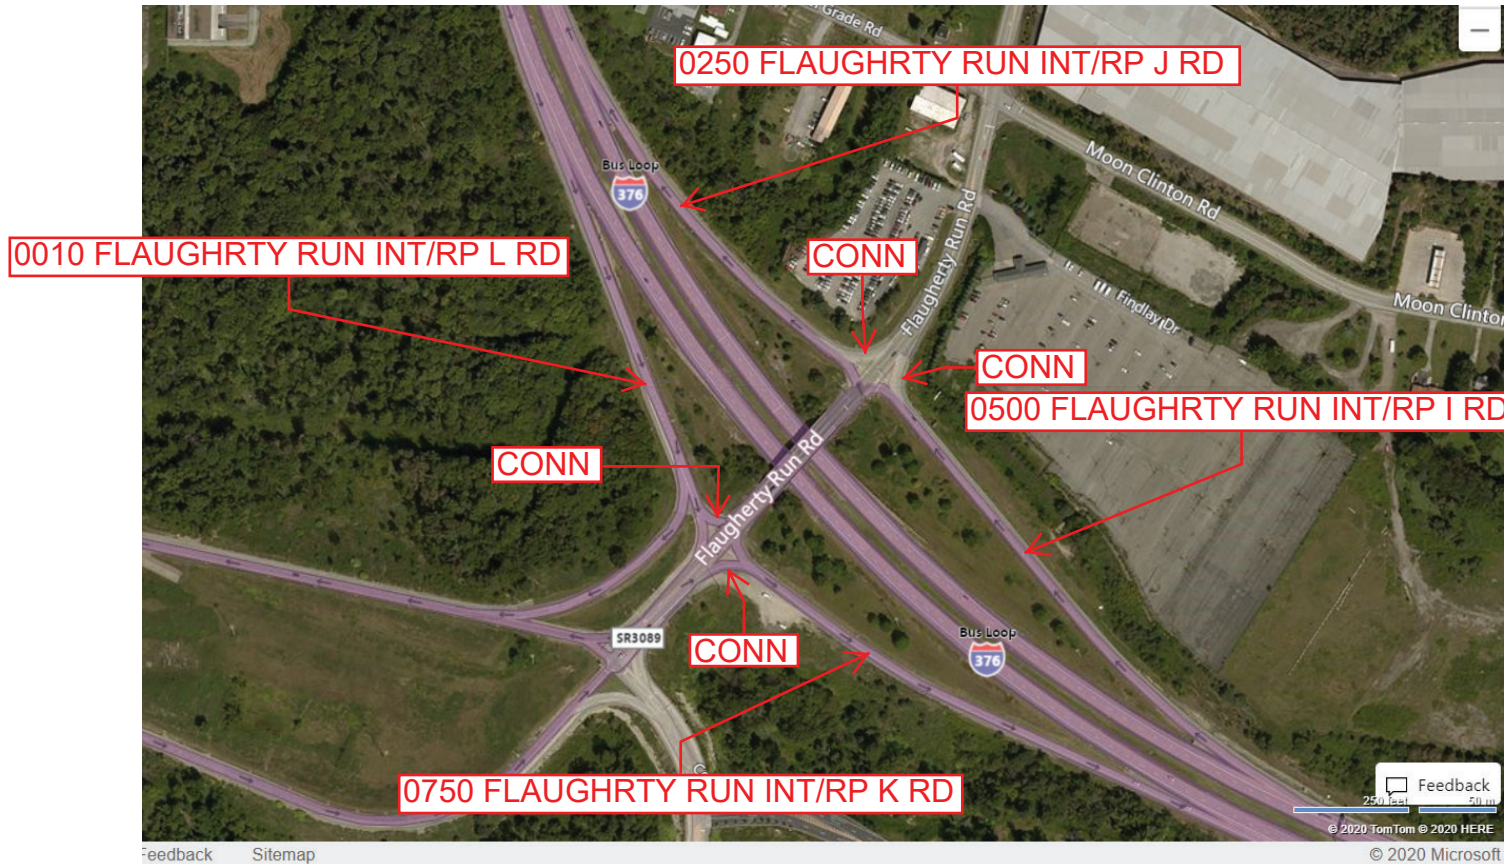 Grade Rd
0250 FLAUGHRTY RUN INT/RP J RD
Moon Clinton Rd
Bus Loop
376
Flaugherty Run Rd
0010 FLAUGHRTY RUN INT/RP L RD
CONN
Findlay Dr
Moon Clinton
CONN
0500 FLAUGHRTY RUN INT/RP I RD
CONN
Flaugherty Run Rd
SR3089
CONN
Bus Loop
376
0750 FLAUGHRTY RUN INT/RP K RD
Feedback
250 feet
50 m
© 2020 TomTom © 2020 HERE
Feedback
Sitemap
© 2020 Microsoft